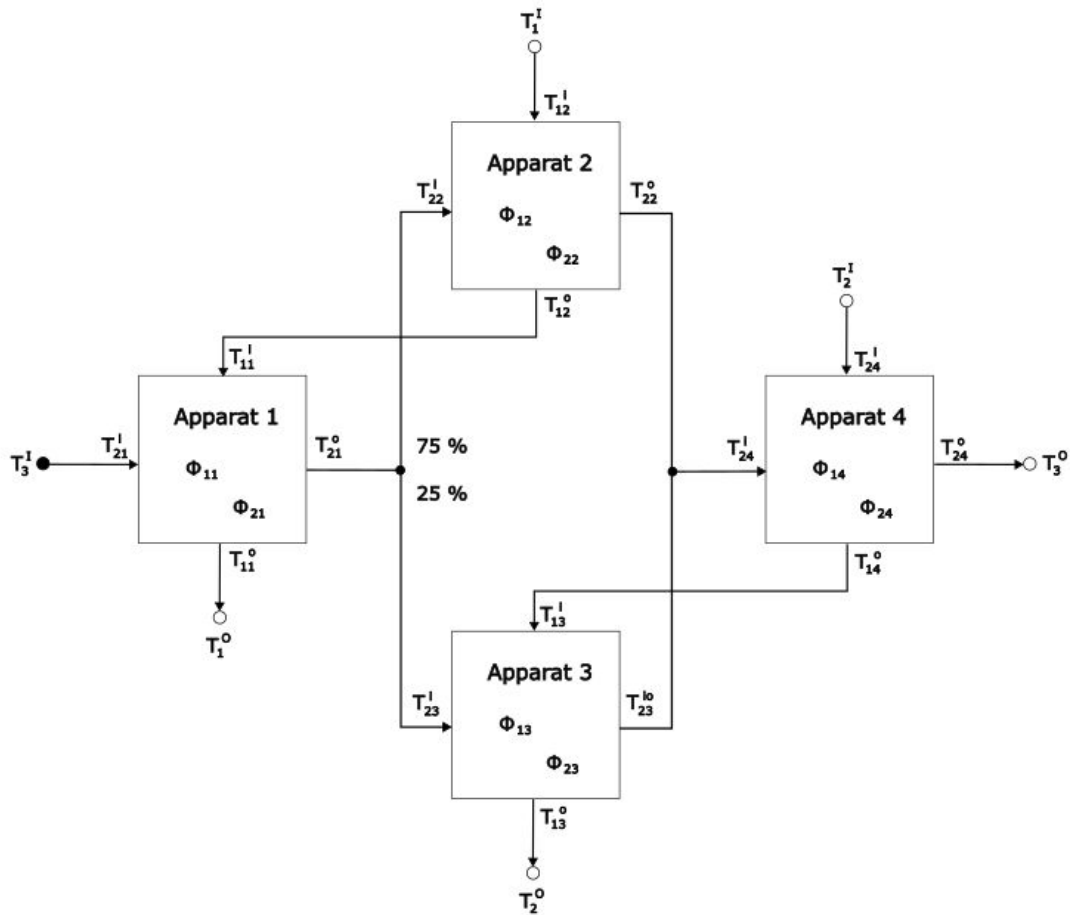 T₁ᴵ
T₁₂ᴵ
Apparat 2
T₂₂ᴵ
T₂₂ᵒ
Φ₁₂
Φ₂₂
T₂ᴵ
T₁₂ᵒ
T₁₁ᴵ
T₂₄ᴵ
Apparat 1
Apparat 4
T₃ᴵ
T₂₁ᴵ
T₂₁ᵒ
75 %
T₂₄ᴵ
T₂₄ᵒ
T₃ᴼ
Φ₁₁
25 %
Φ₁₄
Φ₂₁
Φ₂₄
T₁₁ᵒ
T₁₄ᵒ
T₁₃ᴵ
T₁ᴼ
Apparat 3
T₂₃ᴵ
T₂₃ᴵᵒ
Φ₁₃
Φ₂₃
T₁₃ᵒ
T₂ᴼ